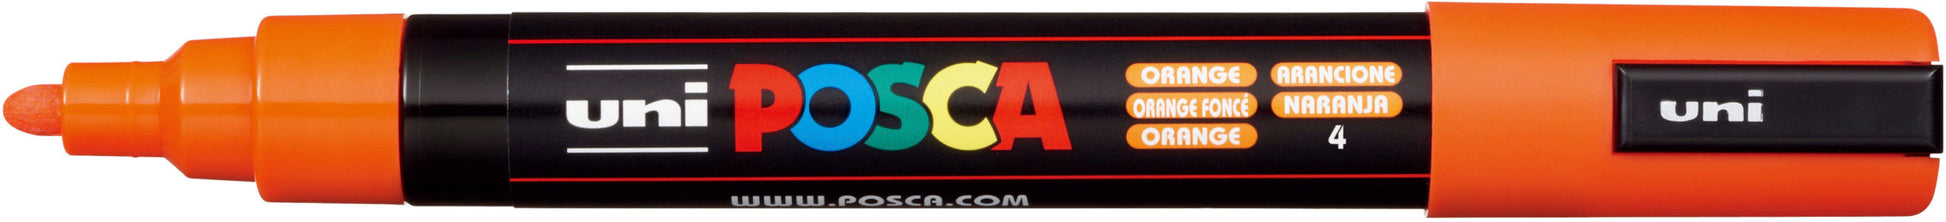 uni POSCA
ORANGE
ORANGE FONCÉ
ORANGE
ARANCIONE
NARANJA
4
uni
WWW.POSCA.COM